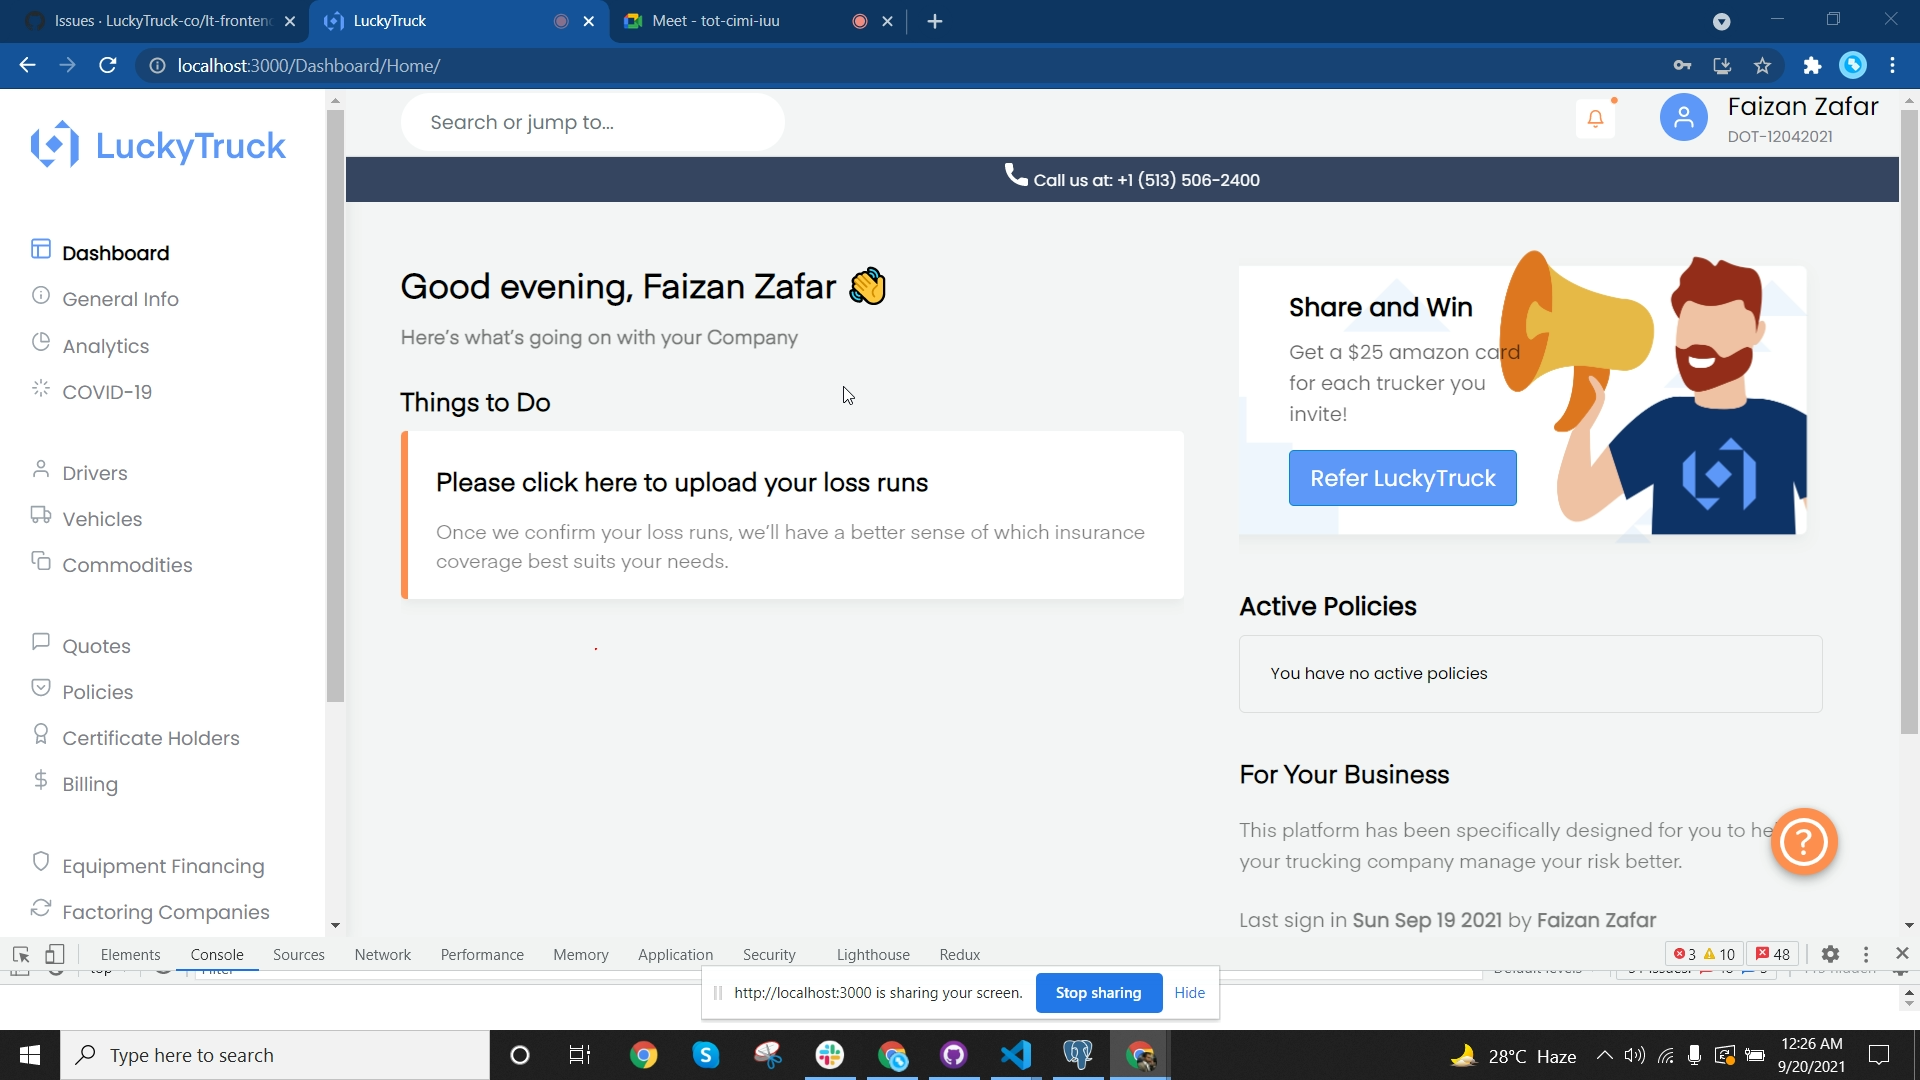 Issues · LuckyTruck-co/lt-frontend
LuckyTruck
Meet - tot-cimi-iuu
localhost:3000/Dashboard/Home/
LuckyTruck
Search or jump to...
Faizan Zafar
DOT-12042021
Call us at: +1 (513) 506-2400
Dashboard
General Info
Analytics
COVID-19
Drivers
Vehicles
Commodities
Quotes
Policies
Certificate Holders
Billing
Equipment Financing
Factoring Companies
Good evening, Faizan Zafar 👋
Here's what's going on with your Company
Things to Do
Please click here to upload your loss runs
Once we confirm your loss runs, we'll have a better sense of which insurance
coverage best suits your needs.
Share and Win
Get a $25 amazon card
for each trucker you
invite!
Refer LuckyTruck
Active Policies
You have no active policies
For Your Business
This platform has been specifically designed for you to he
your trucking company manage your risk better.
Last sign in Sun Sep 19 2021 by Faizan Zafar
?
Elements Console Sources Network Performance Memory Application Security Lighthouse Redux
3 10 48
http://localhost:3000 is sharing your screen. Stop sharing Hide
Type here to search
28°C Haze
12:26 AM
9/20/2021